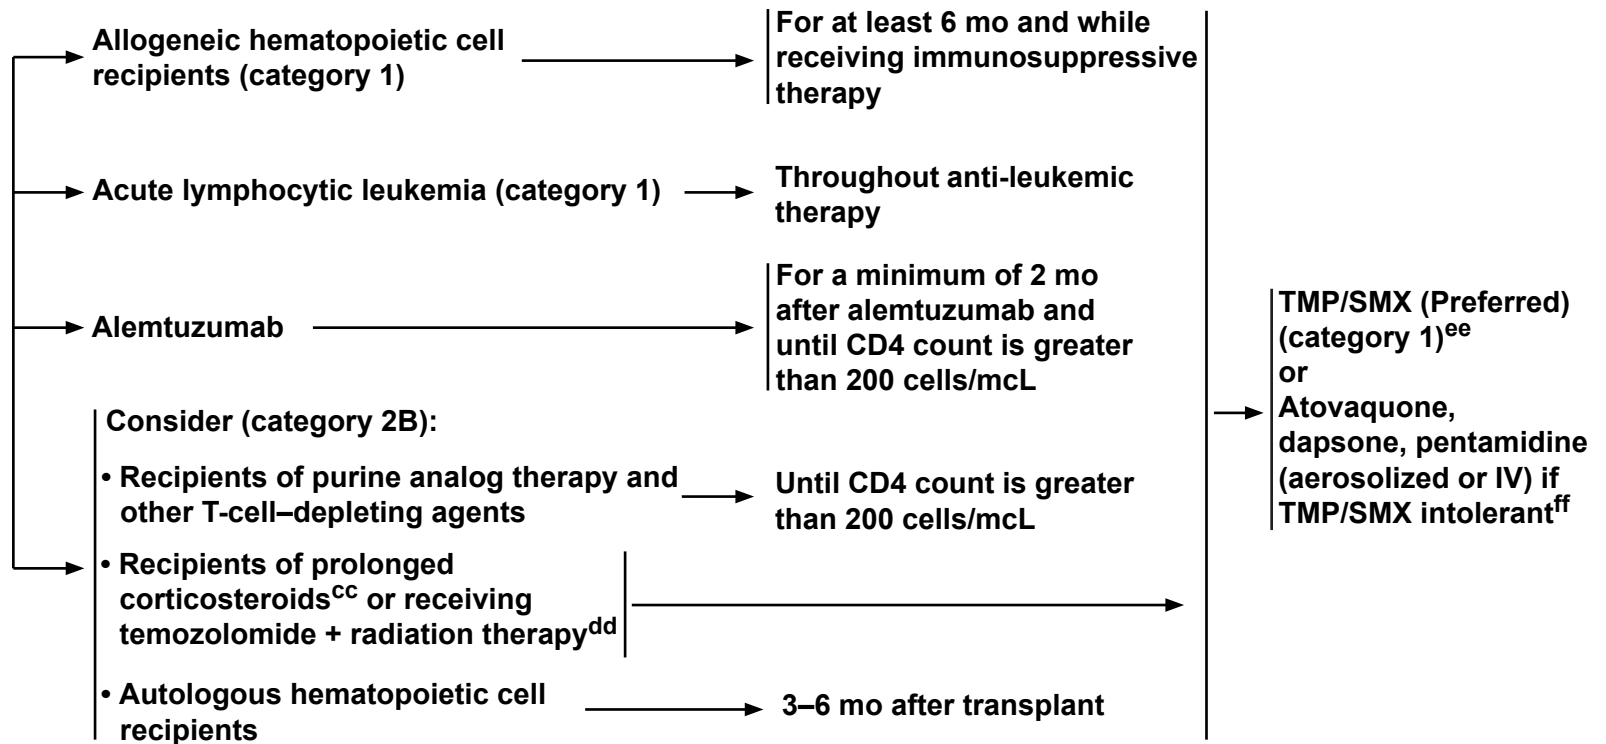 Allogeneic hematopoietic cell
recipients (category 1)
For at least 6 mo and while
receiving immunosuppressive
therapy
Acute lymphocytic leukemia (category 1)
Throughout anti-leukemic
therapy
Alemtuzumab
For a minimum of 2 mo
after alemtuzumab and
until CD4 count is greater
than 200 cells/mcL
Consider (category 2B):
• Recipients of purine analog therapy and
other T-cell–depleting agents
Until CD4 count is greater
than 200 cells/mcL
• Recipients of prolonged
corticosteroidscc or receiving
temozolomide + radiation therapydd
• Autologous hematopoietic cell
recipients
3–6 mo after transplant
TMP/SMX (Preferred)
(category 1)ee
or
Atovaquone,
dapsone, pentamidine
(aerosolized or IV) if
TMP/SMX intolerantff